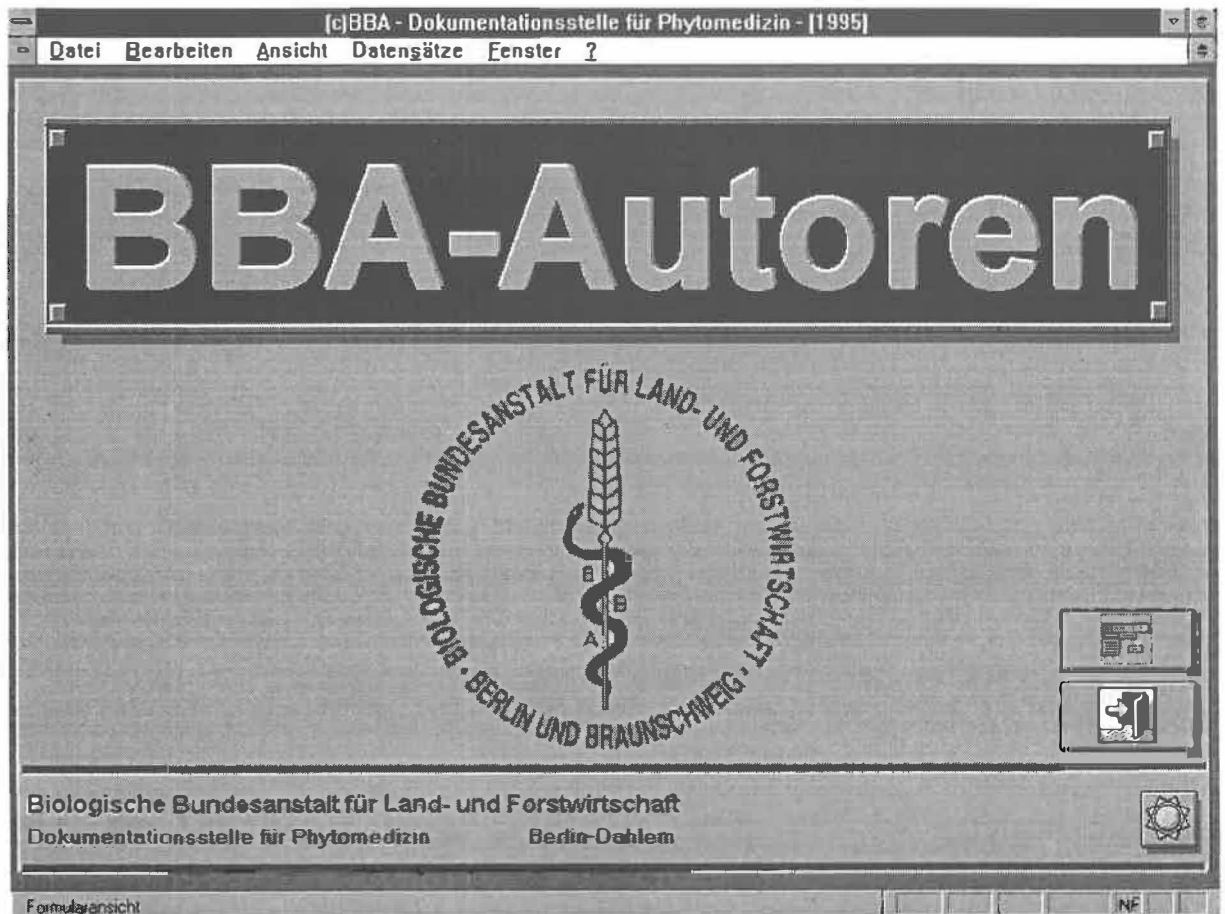 [c)BBA - Dokumentationsstelle für Phytomedizin - [1995]
Datei Bearbeiten Ansicht Datensätze Fenster ?
BBA-Autoren
BIOLOGISCHE BUNDESANSTALT FÜR LAND- UND FORSTWIRTSCHAFT
B
B
A
· BERLIN UND BRAUNSCHWEIG ·
Biologische Bundesanstalt für Land- und Forstwirtschaft
Dokumentationsstelle für Phytomedizin Berlin-Dahlem
Formularansicht NF